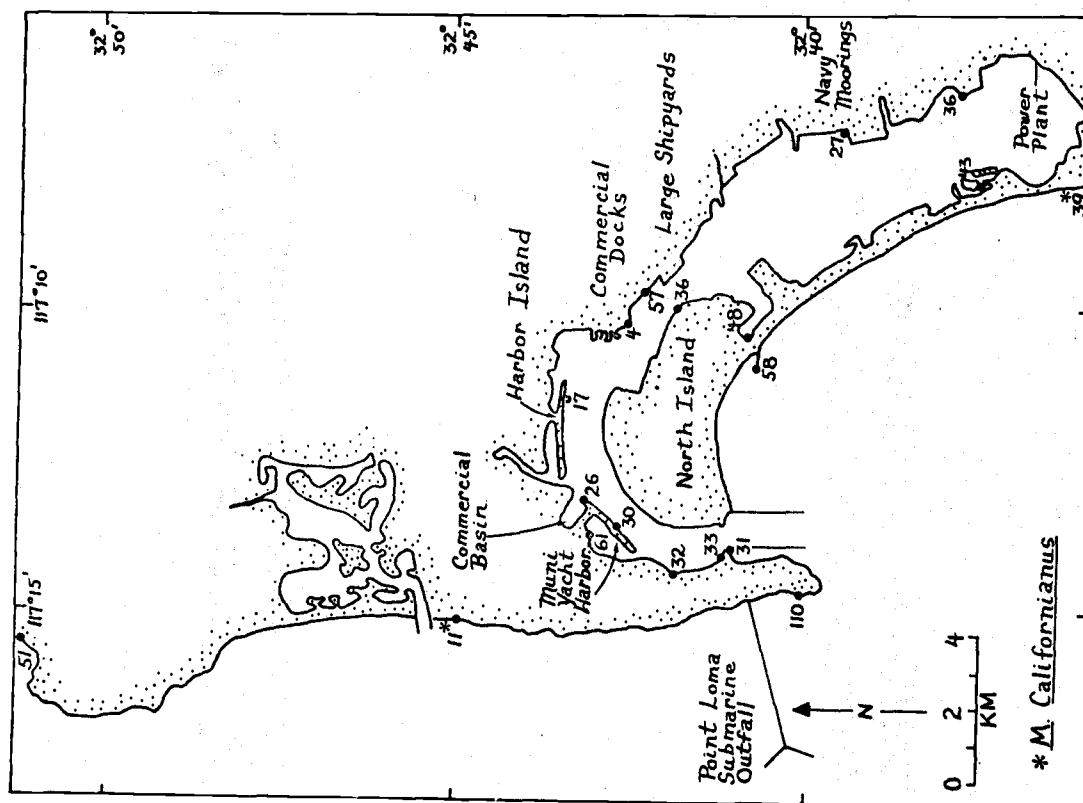 117°15'
117°10'
51
32°
50'
32°
45'
32°
40'
11*
Commercial
Basin
Harbor Island
Commercial
Docks
Large Shipyards
Navy
Moorings
Muni
Yacht
Harbor
61
26
30
17
4
57
36
27
36
Power
Plant
43
*
39
North Island
48
58
32
33
31
110
Point Loma
Submarine
Outfall
N
0 2 4
KM
*M. Californianus